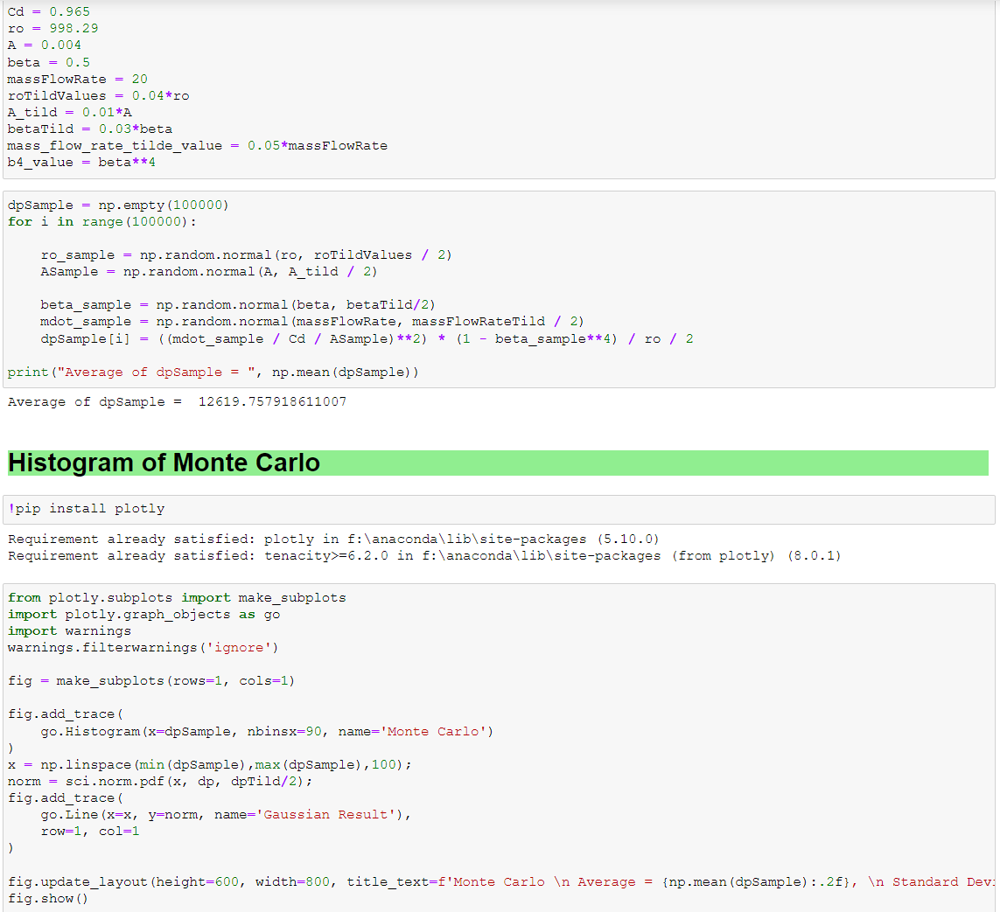 Cd = 0.965
ro = 998.29
A = 0.004
beta = 0.5
massFlowRate = 20
roTildValues = 0.04*ro
A_tild = 0.01*A
betaTild = 0.03*beta
mass_flow_rate_tilde_value = 0.05*massFlowRate
b4_value = beta**4
dpSample = np.empty(100000)
for i in range(100000):
    ro_sample = np.random.normal(ro, roTildValues / 2)
    ASample = np.random.normal(A, A_tild / 2)
    beta_sample = np.random.normal(beta, betaTild/2)
    mdot_sample = np.random.normal(massFlowRate, massFlowRateTild / 2)
    dpSample[i] = ((mdot_sample / Cd / ASample)**2) * (1 - beta_sample**4) / ro / 2
print("Average of dpSample = ", np.mean(dpSample))
Average of dpSample =  12619.757918611007
Histogram of Monte Carlo
!pip install plotly
Requirement already satisfied: plotly in f:\anaconda\lib\site-packages (5.10.0)
Requirement already satisfied: tenacity>=6.2.0 in f:\anaconda\lib\site-packages (from plotly) (8.0.1)
from plotly.subplots import make_subplots
import plotly.graph_objects as go
import warnings
warnings.filterwarnings('ignore')
fig = make_subplots(rows=1, cols=1)
fig.add_trace(
    go.Histogram(x=dpSample, nbinsx=90, name='Monte Carlo')
)
x = np.linspace(min(dpSample),max(dpSample),100);
norm = sci.norm.pdf(x, dp, dpTild/2);
fig.add_trace(
    go.Line(x=x, y=norm, name='Gaussian Result'),
    row=1, col=1
)
fig.update_layout(height=600, width=800, title_text=f'Monte Carlo \n Average = {np.mean(dpSample):.2f}, \n Standard Devi
fig.show()